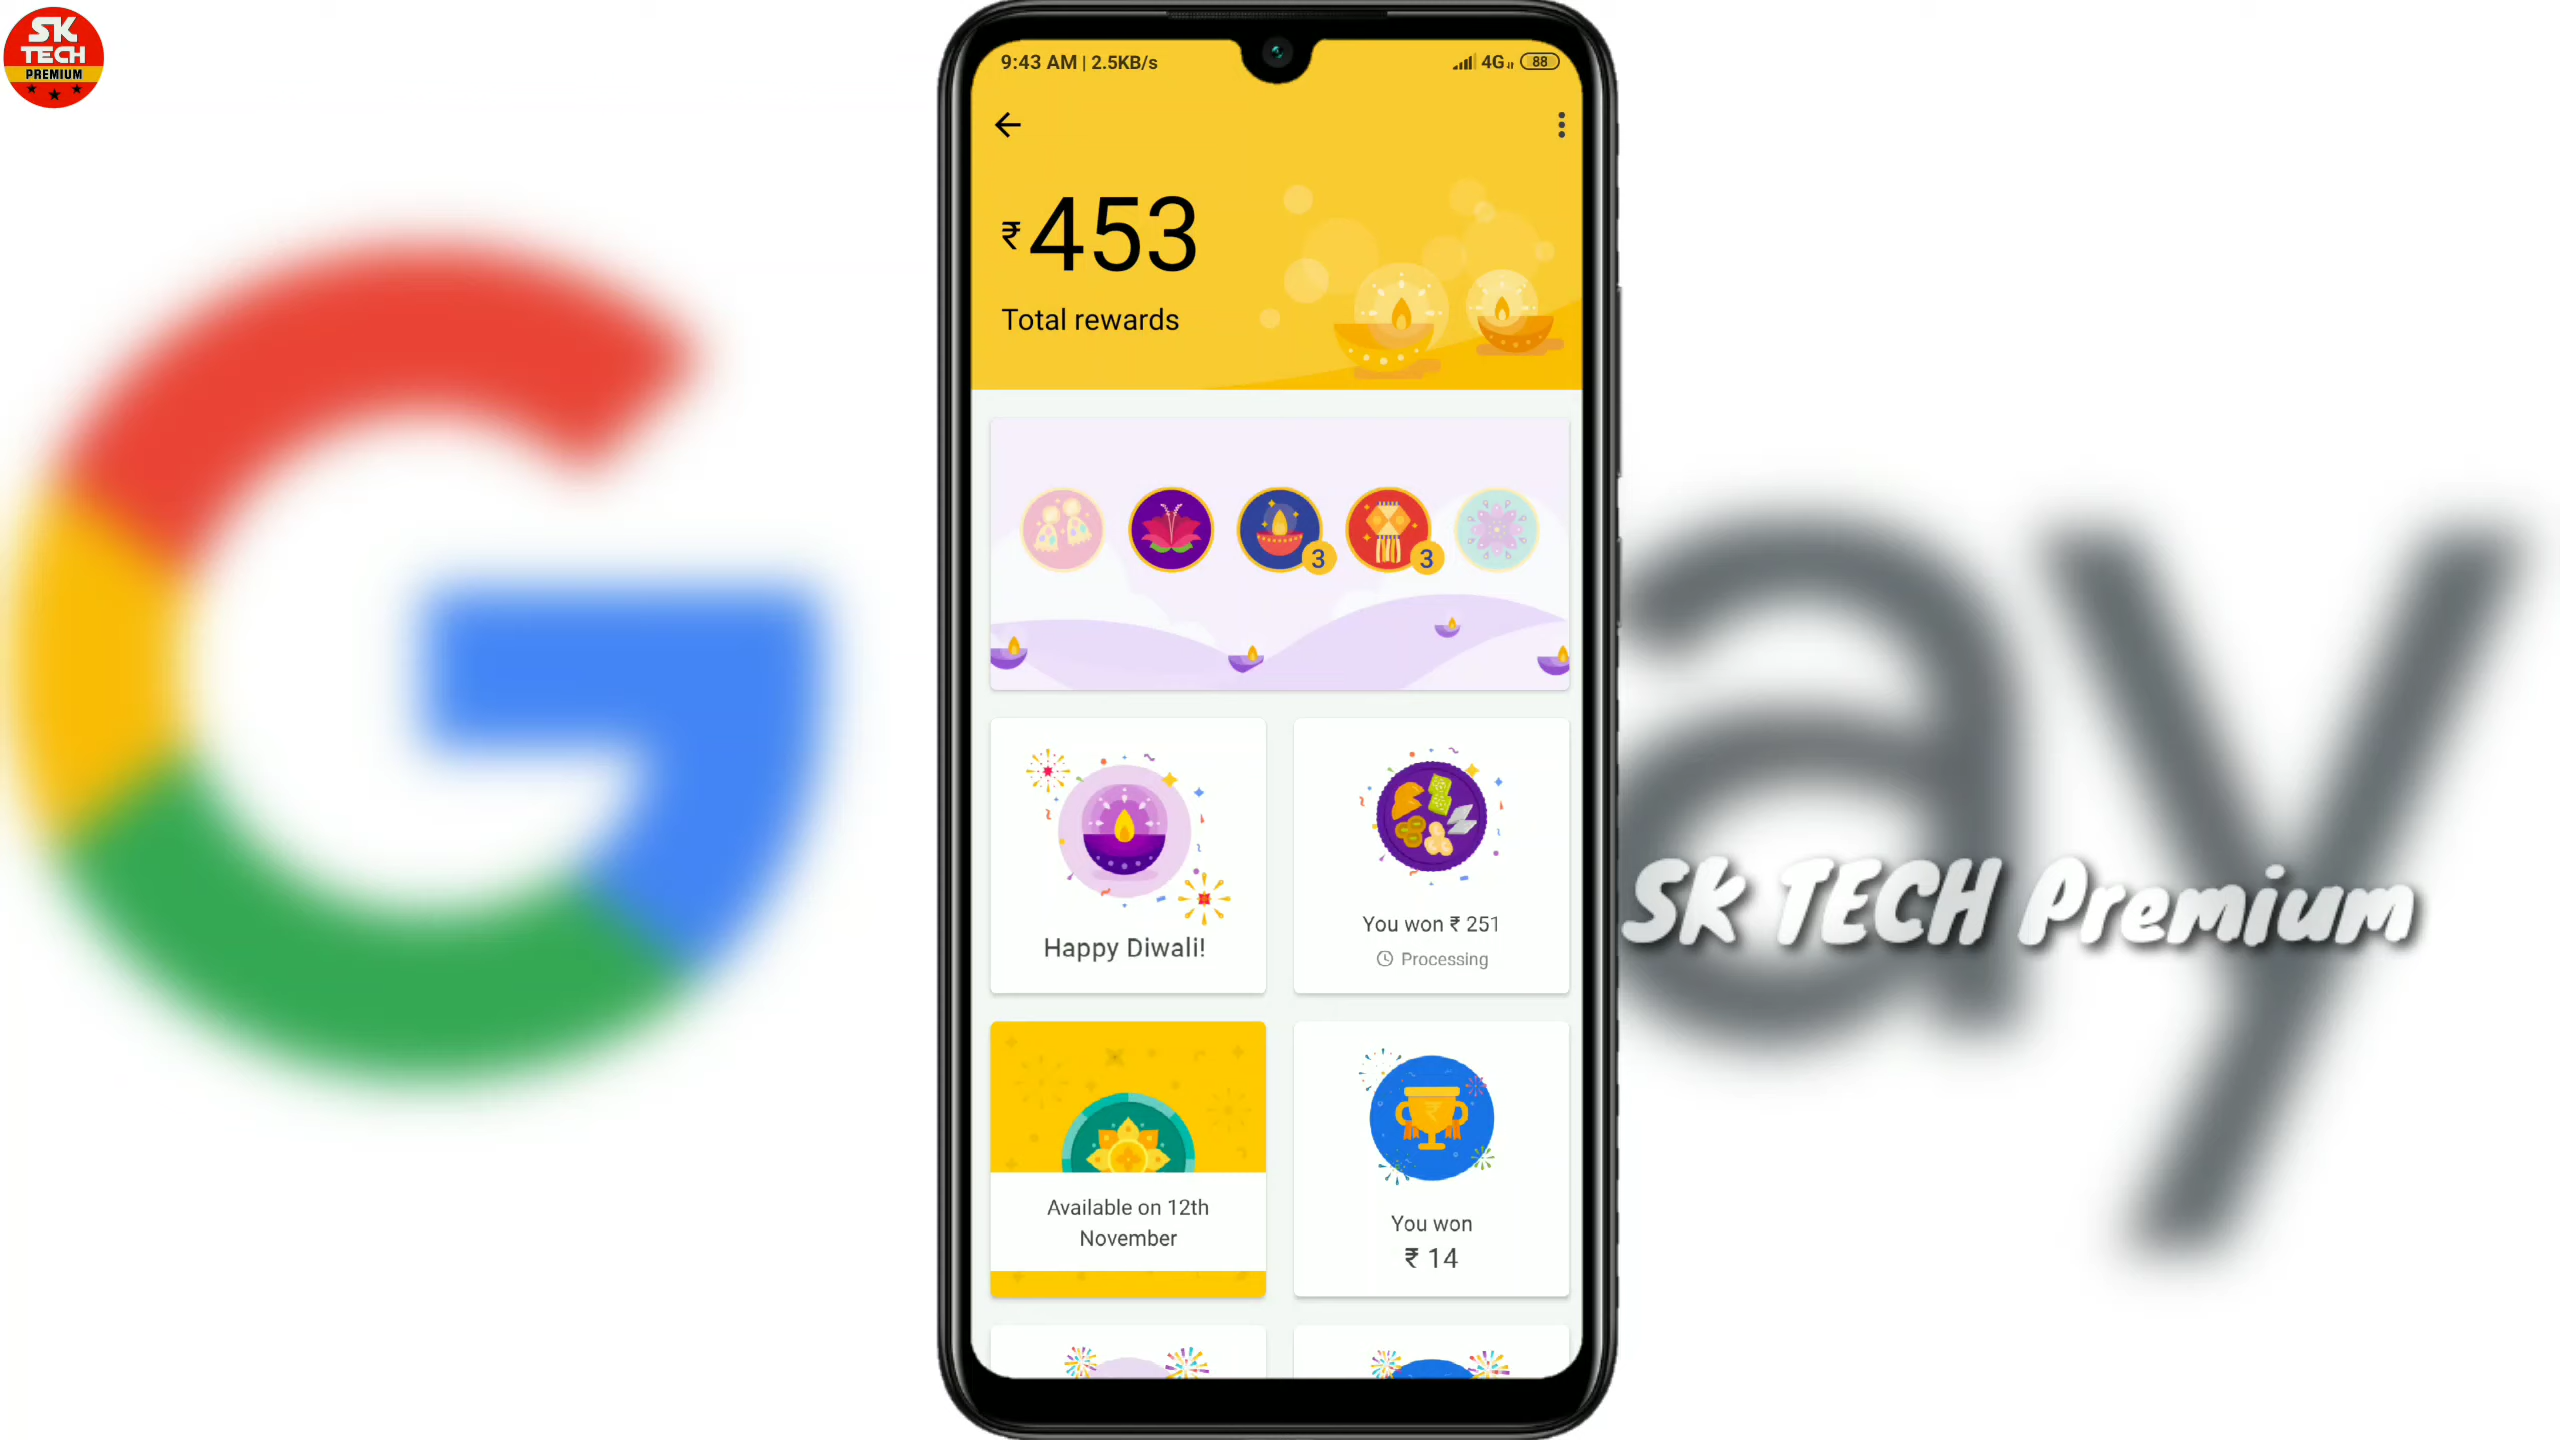 SK
TECH
PREMIUM
9:43 AM | 2.5KB/s
4G
88
₹453
Total rewards
3
3
Happy Diwali!
You won ₹ 251
Processing
Available on 12th
November
You won
₹ 14
G ay
SK TECH Premium